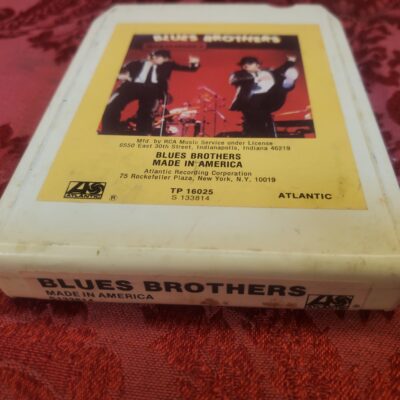 BLUES BROTHERS
Mfd. by RCA Music Service under License
6550 East 30th Street, Indianapolis, Indiana 46219
BLUES BROTHERS
MADE IN AMERICA
Atlantic Recording Corporation
75 Rockefeller Plaza, New York, N.Y. 10019
TP 16025
S 133814
ATLANTIC
ATLANTIC
BLUES BROTHERS
MADE IN AMERICA
ATLANTIC